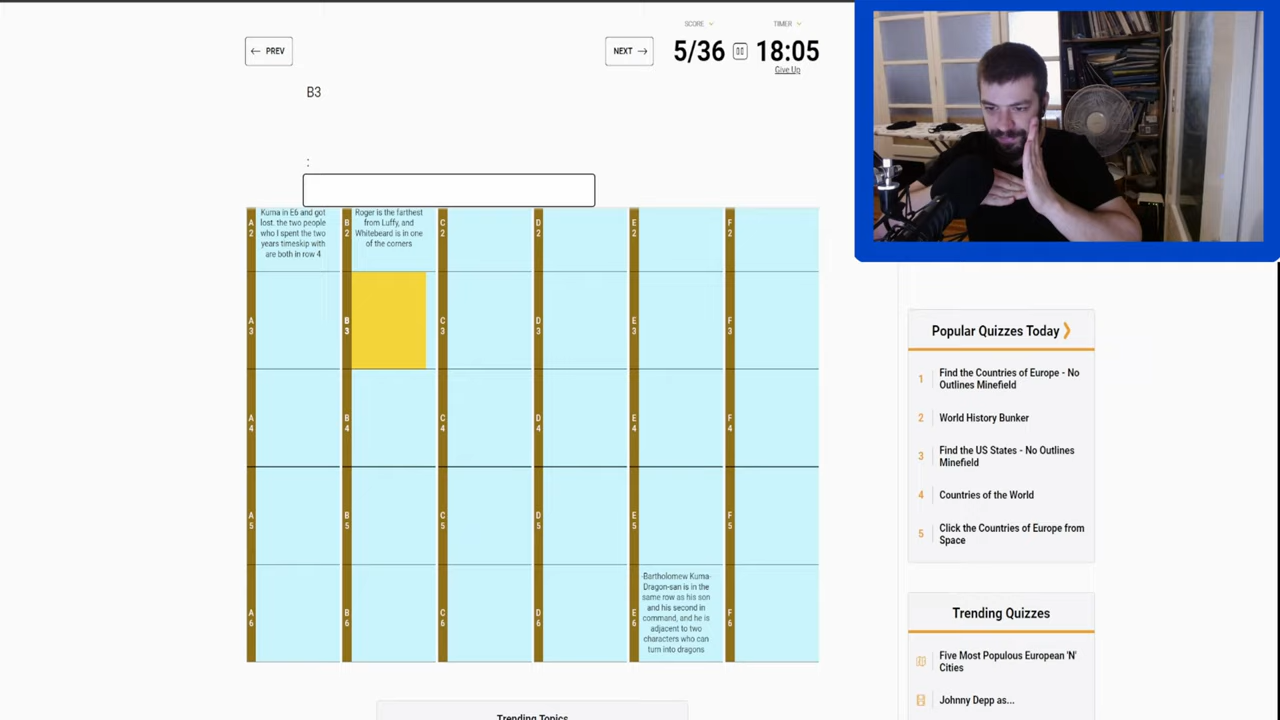 SCORE
TIMER
← PREV
NEXT →
5/36
18:05
Give Up
B3
:
A2
Kuma in E6 and got
lost. the two people
who I spent the two
years timeskip with
are both in row 4
B2
Roger is the farthest
from Luffy, and
Whitebeard is in one
of the corners
C2
D2
E2
F2
A3
B3
C3
D3
E3
F3
A4
B4
C4
D4
E4
F4
A5
B5
C5
D5
E5
F5
A6
B6
C6
D6
E6
-Bartholomew Kuma-
Dragon-san is in the
same row as his son
and his second in
command, and he is
adjacent to two
characters who can
turn into dragons
F6
Popular Quizzes Today ❯
1 Find the Countries of Europe - No
Outlines Minefield
2 World History Bunker
3 Find the US States - No Outlines
Minefield
4 Countries of the World
5 Click the Countries of Europe from
Space
Trending Quizzes
Five Most Populous European 'N'
Cities
Johnny Depp as...
Trending Topics